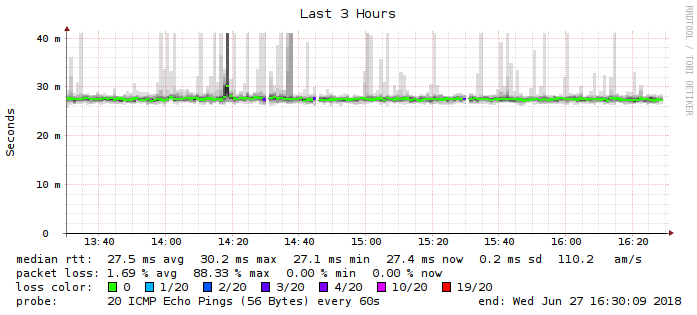 Last 3 Hours
RRDTOOL / TOBI OETIKER
Seconds
40 m
30 m
20 m
10 m
0
13:40 14:00 14:20 14:40 15:00 15:20 15:40 16:00 16:20
median rtt: 27.5 ms avg 30.2 ms max 27.1 ms min 27.4 ms now 0.2 ms sd 110.2 am/s
packet loss: 1.69 % avg 88.33 % max 0.00 % min 0.00 % now
loss color: 0 1/20 2/20 3/20 4/20 10/20 19/20
probe: 20 ICMP Echo Pings (56 Bytes) every 60s end: Wed Jun 27 16:30:09 2018